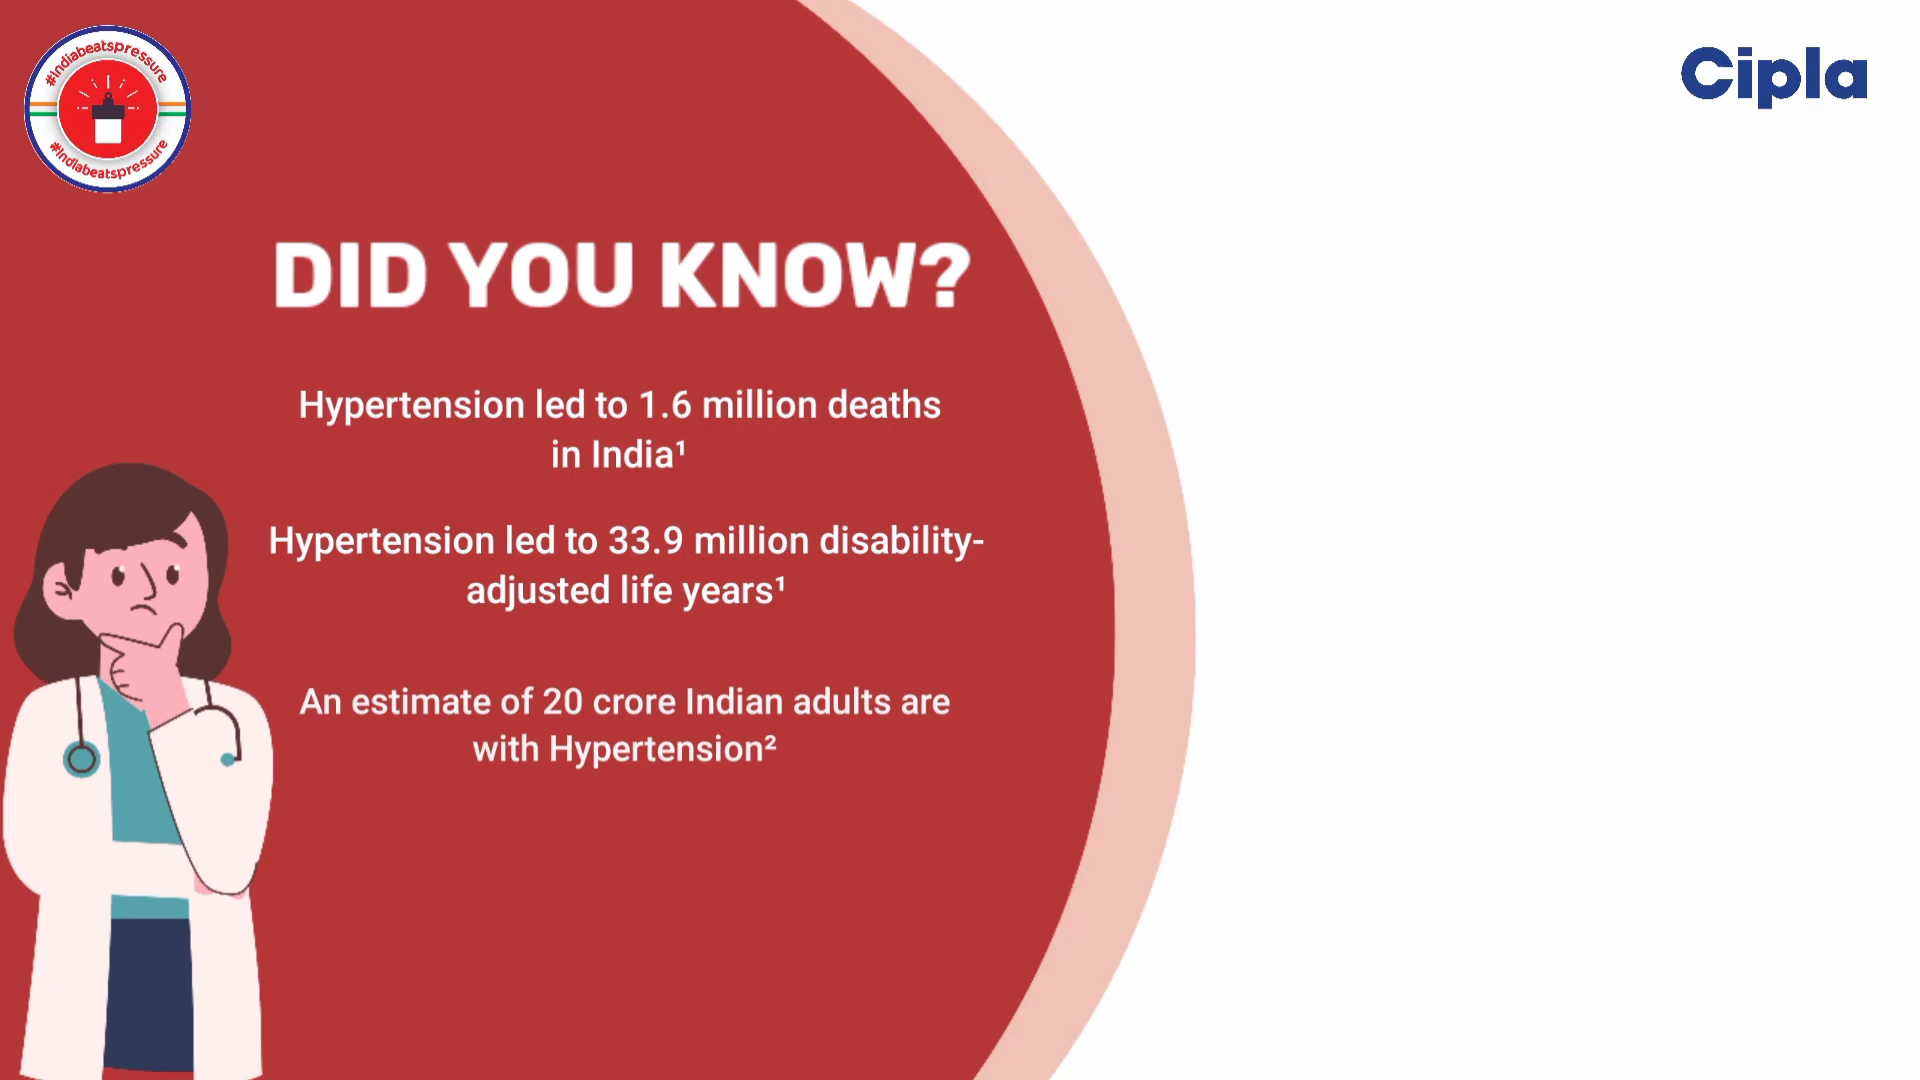 #Indiabeatspressure
#Indiabeatspressure
Cipla
DID YOU KNOW?
Hypertension led to 1.6 million deaths
in India¹
Hypertension led to 33.9 million disability-
adjusted life years¹
An estimate of 20 crore Indian adults are
with Hypertension²